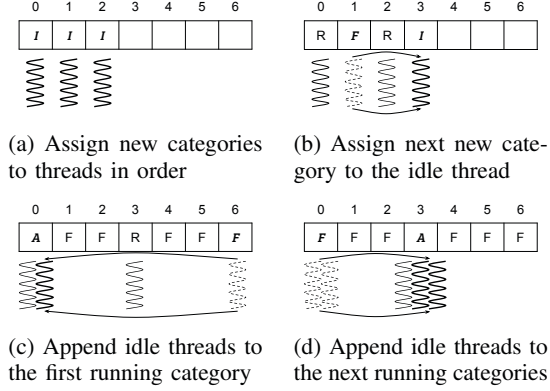 0 1 2 3 4 5 6
I I I
(a) Assign new categories
to threads in order
0 1 2 3 4 5 6
R F R I
(b) Assign next new cate-
gory to the idle thread
0 1 2 3 4 5 6
A F F R F F F
(c) Append idle threads to
the first running category
0 1 2 3 4 5 6
F F F A F F F
(d) Append idle threads to
the next running categories